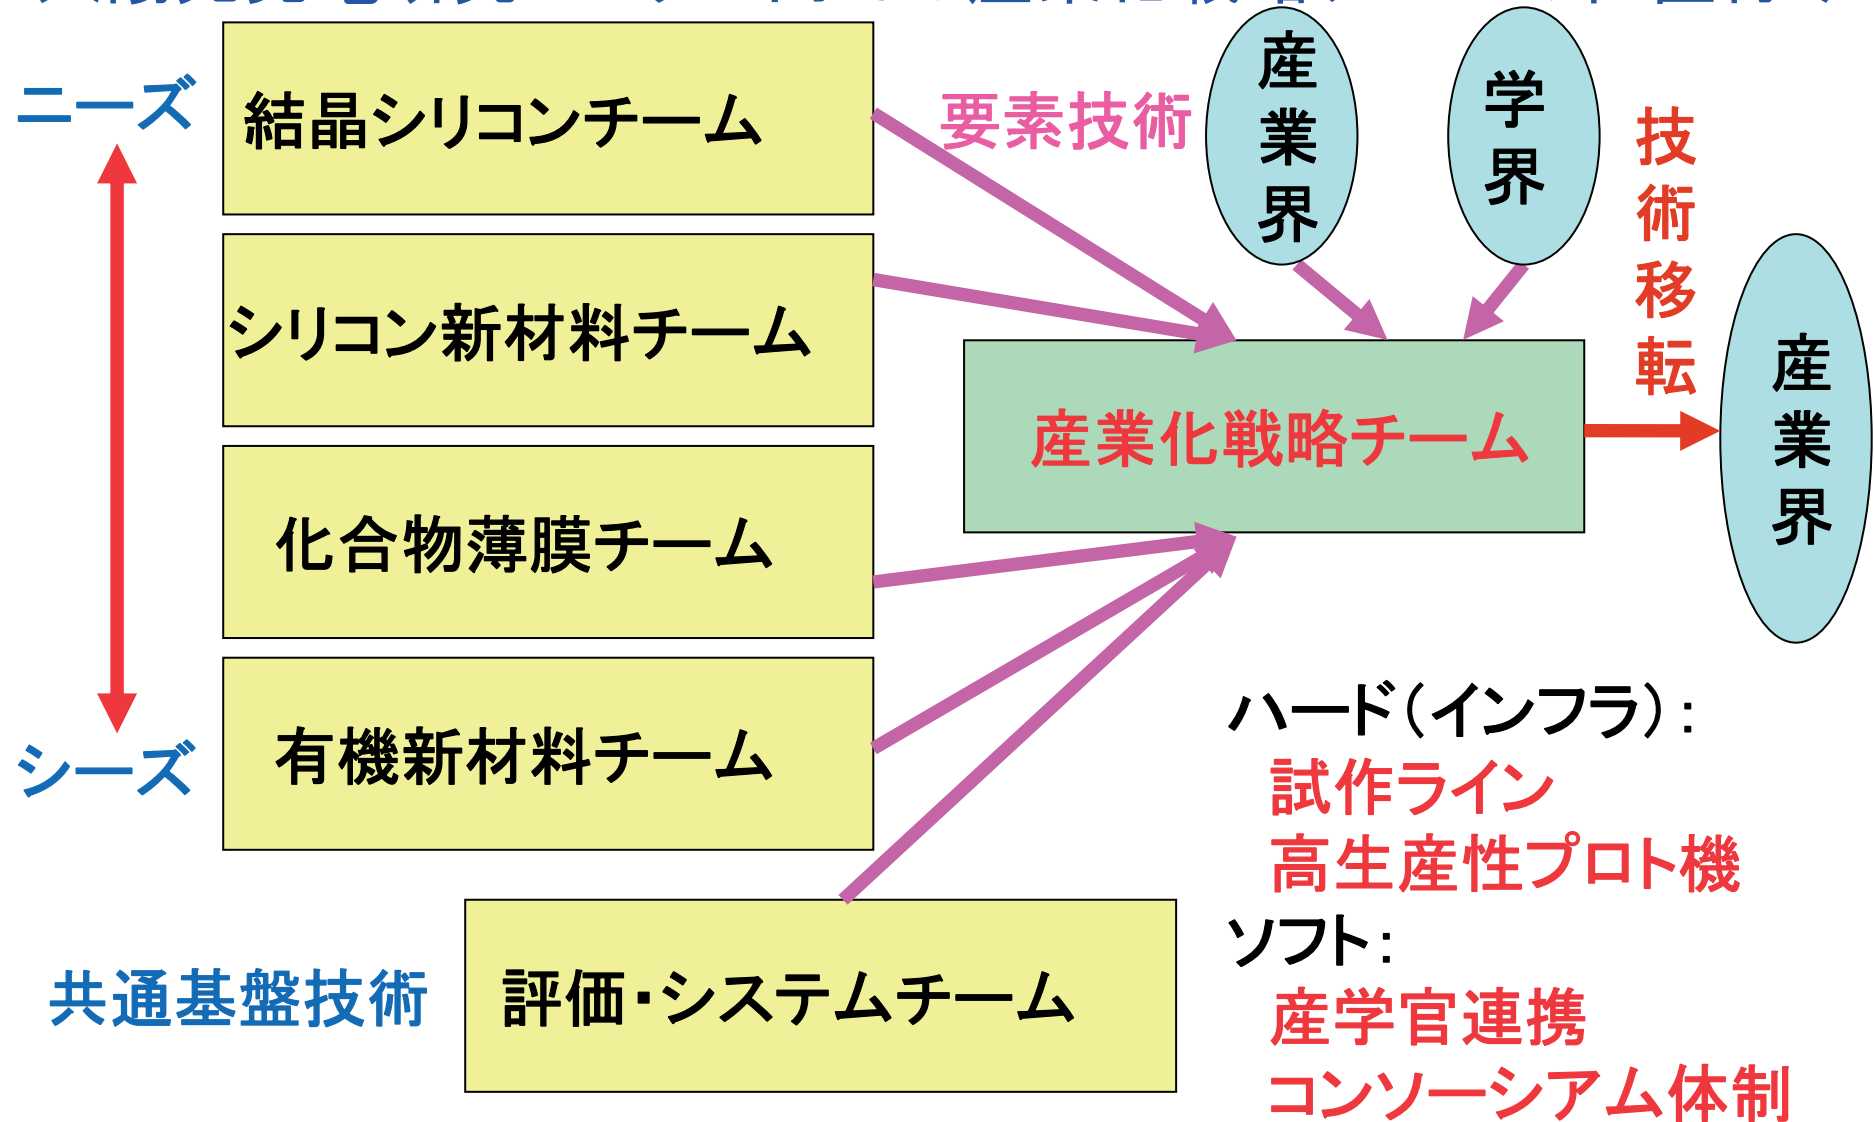 ニーズ
結晶シリコンチーム
シリコン新材料チーム
化合物薄膜チーム
有機新材料チーム
シーズ
共通基盤技術
評価・システムチーム
要素技術
産業界
学界
技術移転
産業化戦略チーム
産業界
ハード（インフラ）:
試作ライン
高生産性プロト機
ソフト:
産学官連携
コンソーシアム体制